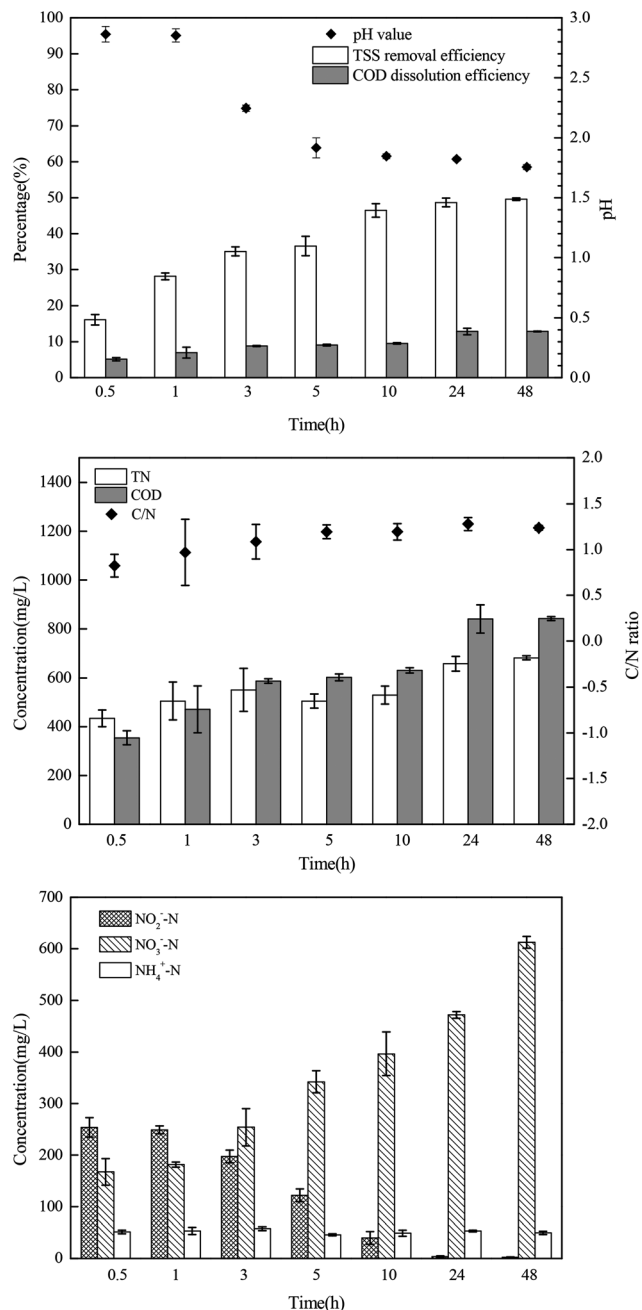 100
90
80
70
60
50
40
30
20
10
0
Percentage(%)
pH value
TSS removal efficiency
COD dissolution efficiency
3.0
2.5
2.0
1.5
1.0
0.5
0.0
pH
0.5 1 3 5 10 24 48
Time(h)
1400
1200
1000
800
600
400
200
0
Concentration(mg/L)
TN
COD
C/N
2.0
1.5
1.0
0.5
0.0
-0.5
-1.0
-1.5
-2.0
C/N ratio
0.5 1 3 5 10 24 48
Time(h)
700
600
500
400
300
200
100
0
Concentration(mg/L)
NO₂⁻-N
NO₃⁻-N
NH₄⁺-N
0.5 1 3 5 10 24 48
Time(h)